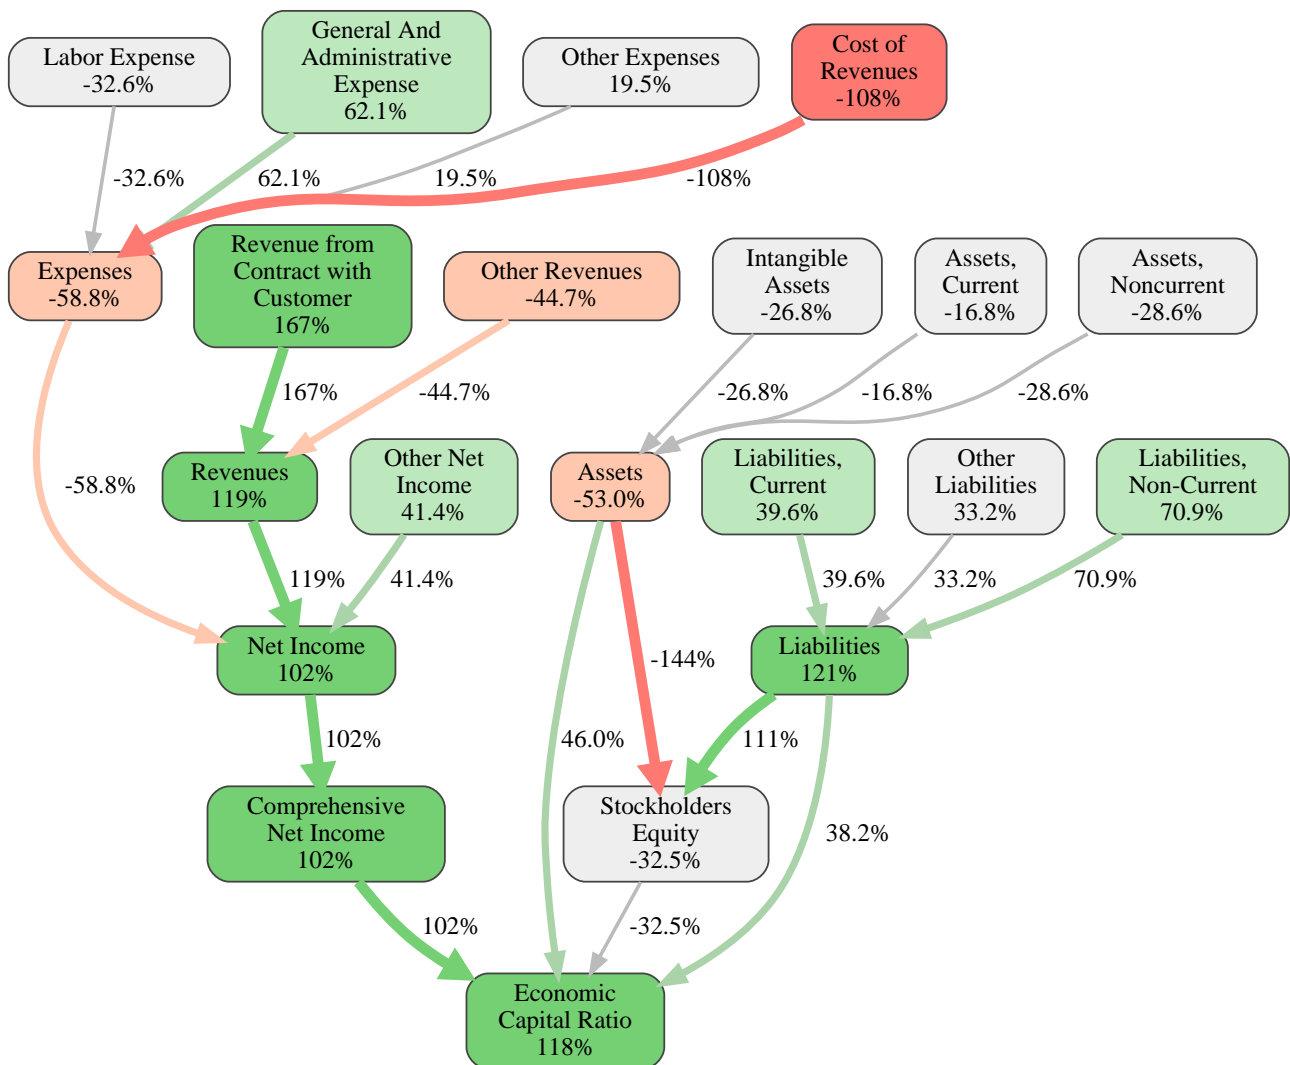 Labor Expense
-32.6%
General And
Administrative
Expense
62.1%
Other Expenses
19.5%
Cost of
Revenues
-108%
-32.6%
62.1%
19.5%
-108%
Expenses
-58.8%
Revenue from
Contract with
Customer
167%
Other Revenues
-44.7%
Intangible
Assets
-26.8%
Assets,
Current
-16.8%
Assets,
Noncurrent
-28.6%
167%
-44.7%
-26.8%
-16.8%
-28.6%
-58.8%
Revenues
119%
Other Net
Income
41.4%
Assets
-53.0%
Liabilities,
Current
39.6%
Other
Liabilities
33.2%
Liabilities,
Non-Current
70.9%
119%
41.4%
39.6%
33.2%
70.9%
Net Income
102%
-144%
Liabilities
121%
102%
46.0%
111%
Comprehensive
Net Income
102%
Stockholders
Equity
-32.5%
38.2%
102%
-32.5%
Economic
Capital Ratio
118%